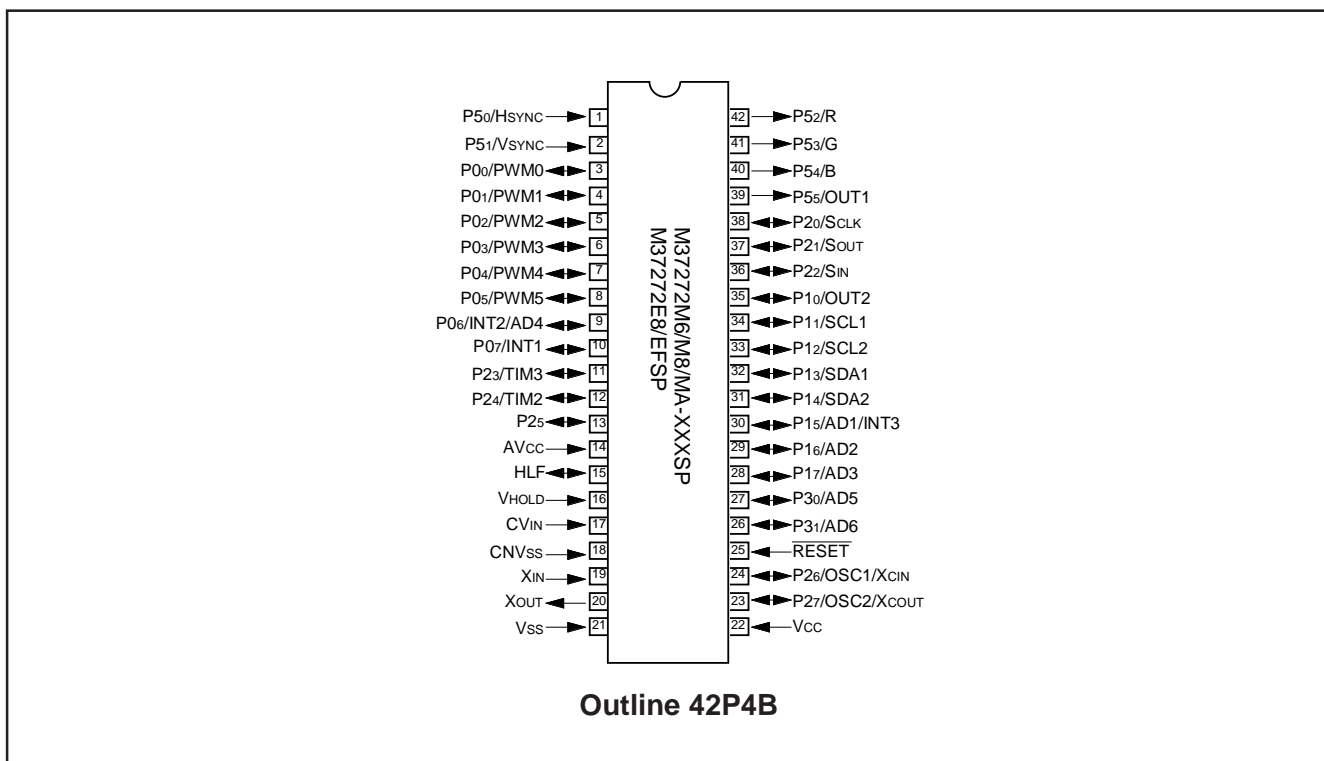 P50/HSYNC 1 42 P52/R
P51/VSYNC 2 41 P53/G
P00/PWM0 3 40 P54/B
P01/PWM1 4 39 P55/OUT1
P02/PWM2 5 38 P20/SCLK
P03/PWM3 6 37 P21/SOUT
P04/PWM4 7 36 P22/SIN
P05/PWM5 8 35 P10/OUT2
P06/INT2/AD4 9 34 P11/SCL1
P07/INT1 10 33 P12/SCL2
P23/TIM3 11 32 P13/SDA1
P24/TIM2 12 31 P14/SDA2
P25 13 30 P15/AD1/INT3
AVCC 14 29 P16/AD2
HLF 15 28 P17/AD3
VHOLD 16 27 P30/AD5
CVIN 17 26 P31/AD6
CNVSS 18 25 RESET
XIN 19 24 P26/OSC1/XCIN
XOUT 20 23 P27/OSC2/XCOUT
VSS 21 22 VCC
M37272M6/M8/MA-XXXSP
M37272E8/EFSP
Outline 42P4B